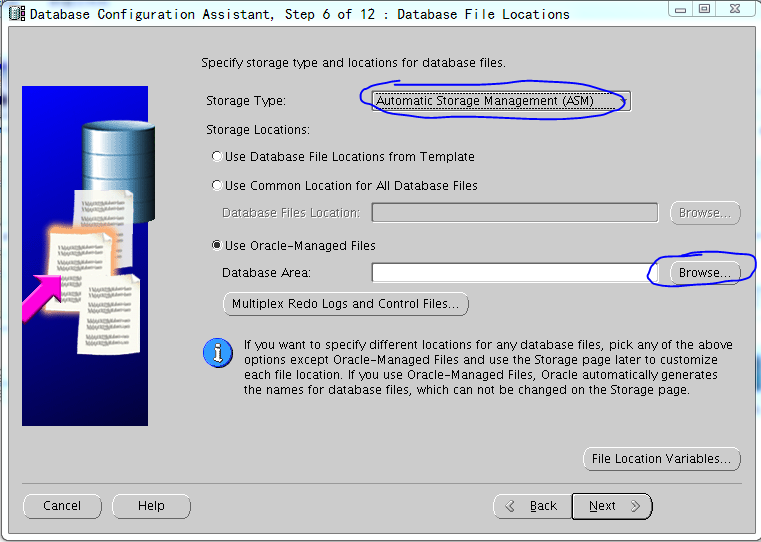 Database Configuration Assistant, Step 6 of 12 : Database File Locations
Specify storage type and locations for database files.
Storage Type: Automatic Storage Management (ASM)
Storage Locations:
Use Database File Locations from Template
Use Common Location for All Database Files
Database Files Location: Browse...
Use Oracle-Managed Files
Database Area: Browse...
Multiplex Redo Logs and Control Files...
If you want to specify different locations for any database files, pick any of the above
options except Oracle-Managed Files and use the Storage page later to customize
each file location. If you use Oracle-Managed Files, Oracle automatically generates
the names for database files, which can not be changed on the Storage page.
File Location Variables...
Cancel Help Back Next